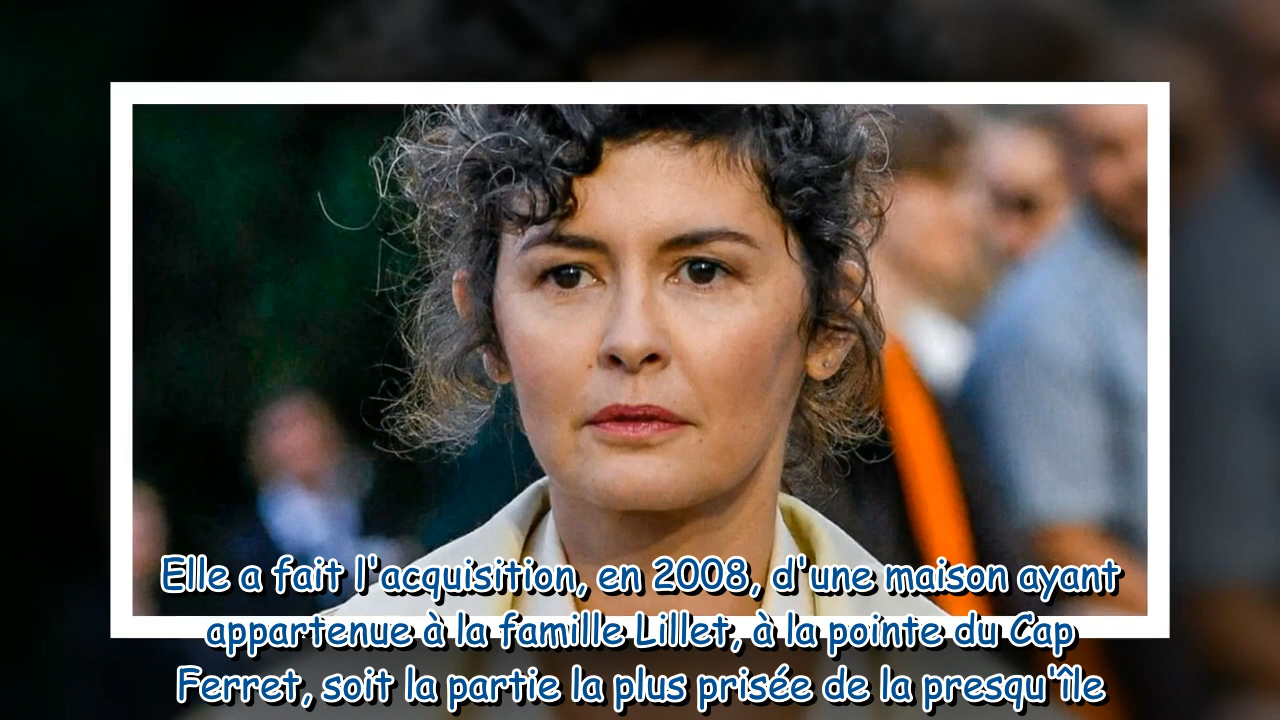 Elle a fait l'acquisition, en 2008, d'une maison ayant
appartenue à la famille Lillet, à la pointe du Cap
Ferret, soit la partie la plus prisée de la presqu'île